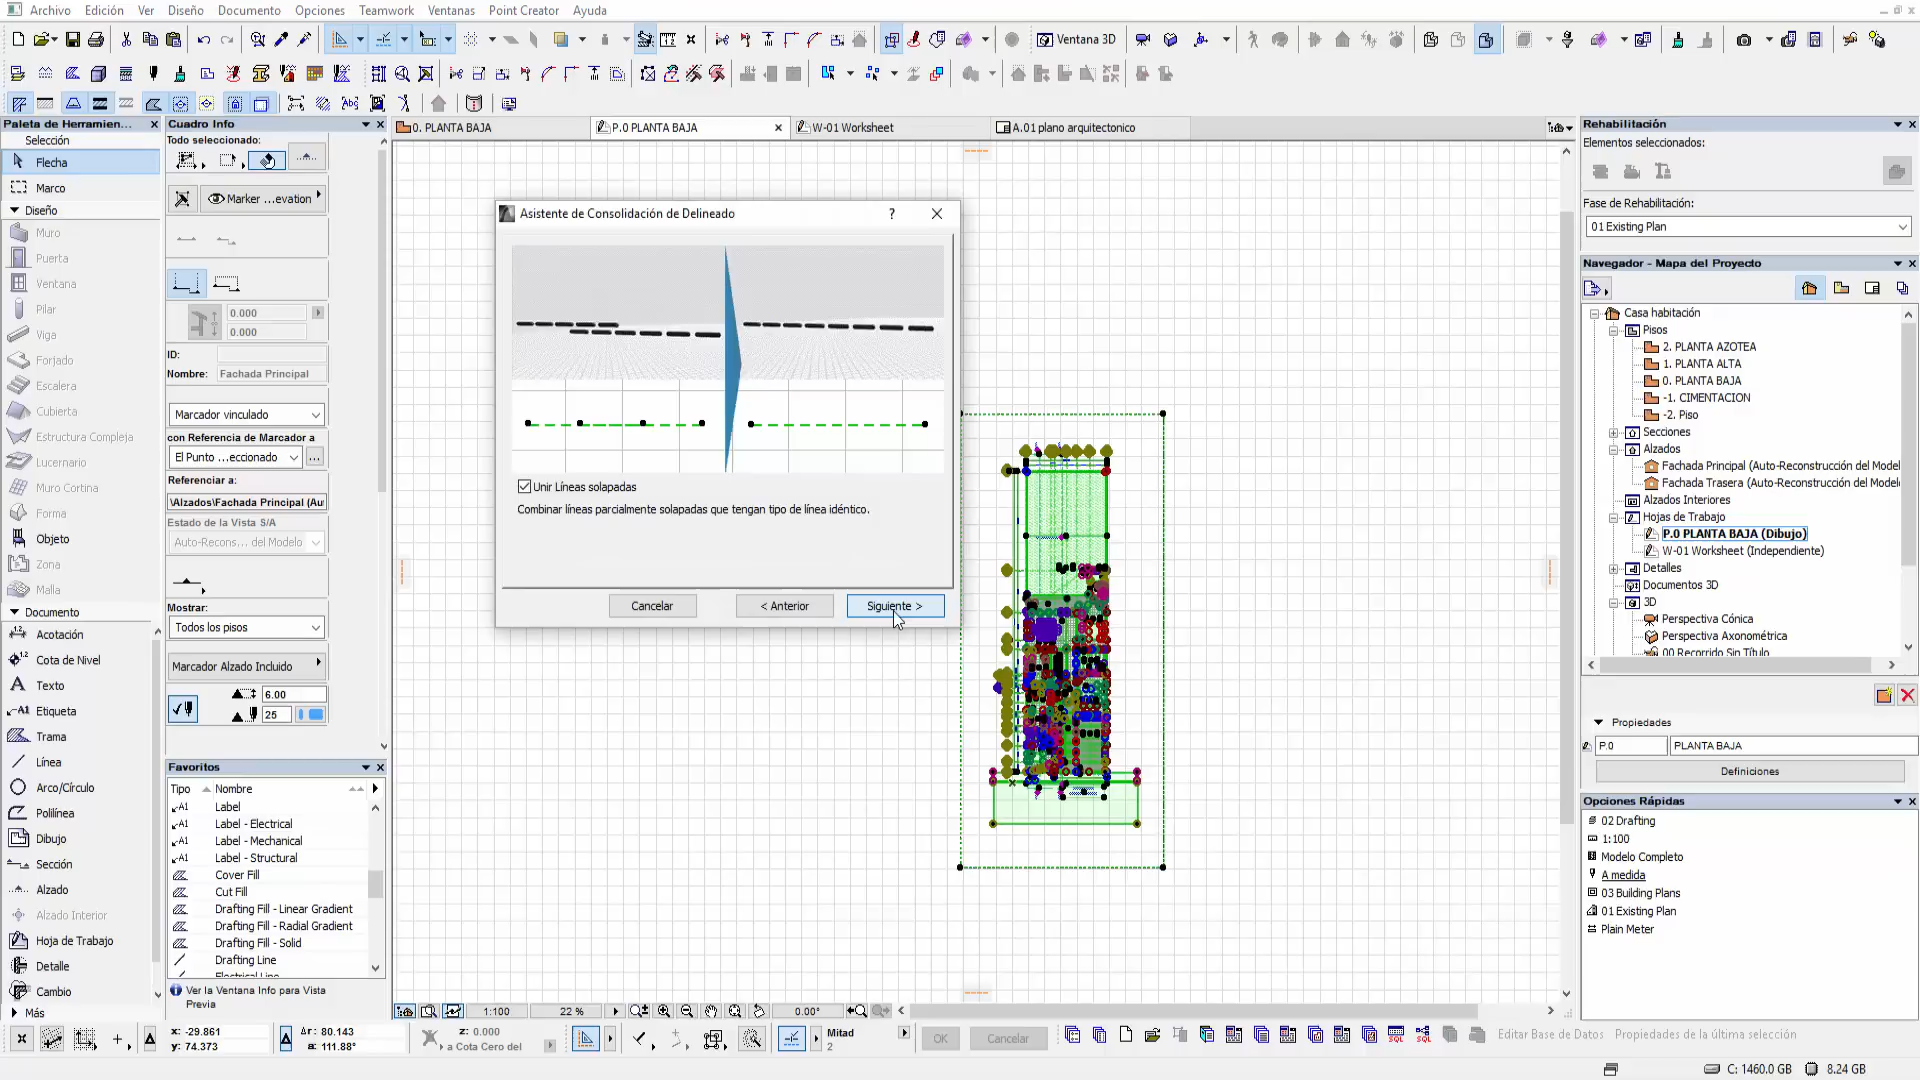 Archivo Edición Ver Diseño Documento Opciones Teamwork Ventanas Point Creator Ayuda
Ventana 3D
Paleta de Herramien...
Selección
Flecha
Marco
Diseño
Muro
Puerta
Ventana
Pilar
Viga
Forjado
Escalera
Cubierta
Estructura Compleja
Lucernario
Muro Cortina
Forma
Objeto
Zona
Malla
Documento
Acotación
Cota de Nivel
Texto
Etiqueta
Trama
Línea
Arco/Círculo
Polilínea
Dibujo
Sección
Alzado
Alzado Interior
Hoja de Trabajo
Detalle
Cambio
Más
Cuadro Info
Todo seleccionado:
Marker ...evation
0.000
0.000
ID:
Nombre: Fachada Principal
Marcador vinculado
con Referencia de Marcador a
El Punto ...eccionado ...
Referenciar a:
\Alzados\Fachada Principal (Au
Estado de la Vista S/A
Auto-Recons... del Modelo
Mostrar:
Todos los pisos
Marcador Alzado Incluido
6.00
25
Favoritos
Tipo Nombre
Label
Label - Electrical
Label - Mechanical
Label - Structural
Cover Fill
Cut Fill
Drafting Fill - Linear Gradient
Drafting Fill - Radial Gradient
Drafting Fill - Solid
Drafting Line
Electrical Line
Ver la Ventana Info para Vista
Previa
0. PLANTA BAJA P.0 PLANTA BAJA W-01 Worksheet A.01 plano arquitectonico
Asistente de Consolidación de Delineado ?
Unir Líneas solapadas
Combinar líneas parcialmente solapadas que tengan tipo de línea idéntico.
Cancelar < Anterior Siguiente >
1:100 22 % 0.00°
Rehabilitación
Elementos seleccionados:
Fase de Rehabilitación:
01 Existing Plan
Navegador - Mapa del Proyecto
Casa habitación
Pisos
2. PLANTA AZOTEA
1. PLANTA ALTA
0. PLANTA BAJA
-1. CIMENTACION
-2. Piso
Secciones
Alzados
Fachada Principal (Auto-Reconstrucción del Model
Fachada Trasera (Auto-Reconstrucción del Modelo
Alzados Interiores
Hojas de Trabajo
P.0 PLANTA BAJA (Dibujo)
W-01 Worksheet (Independiente)
Detalles
Documentos 3D
3D
Perspectiva Cónica
Perspectiva Axonométrica
00 Recorrido Sin Título
Propiedades
P.0 PLANTA BAJA
Definiciones
Opciones Rápidas
02 Drafting
1:100
Modelo Completo
A medida
03 Building Plans
01 Existing Plan
Plain Meter
x: -29.861
y: 74.373
Δr: 80.143
a: 111.88°
z: 0.000
a Cota Cero del
Mitad
2
OK Cancelar
Editar Base de Datos Propiedades de la última selección
C: 1460.0 GB 8.24 GB